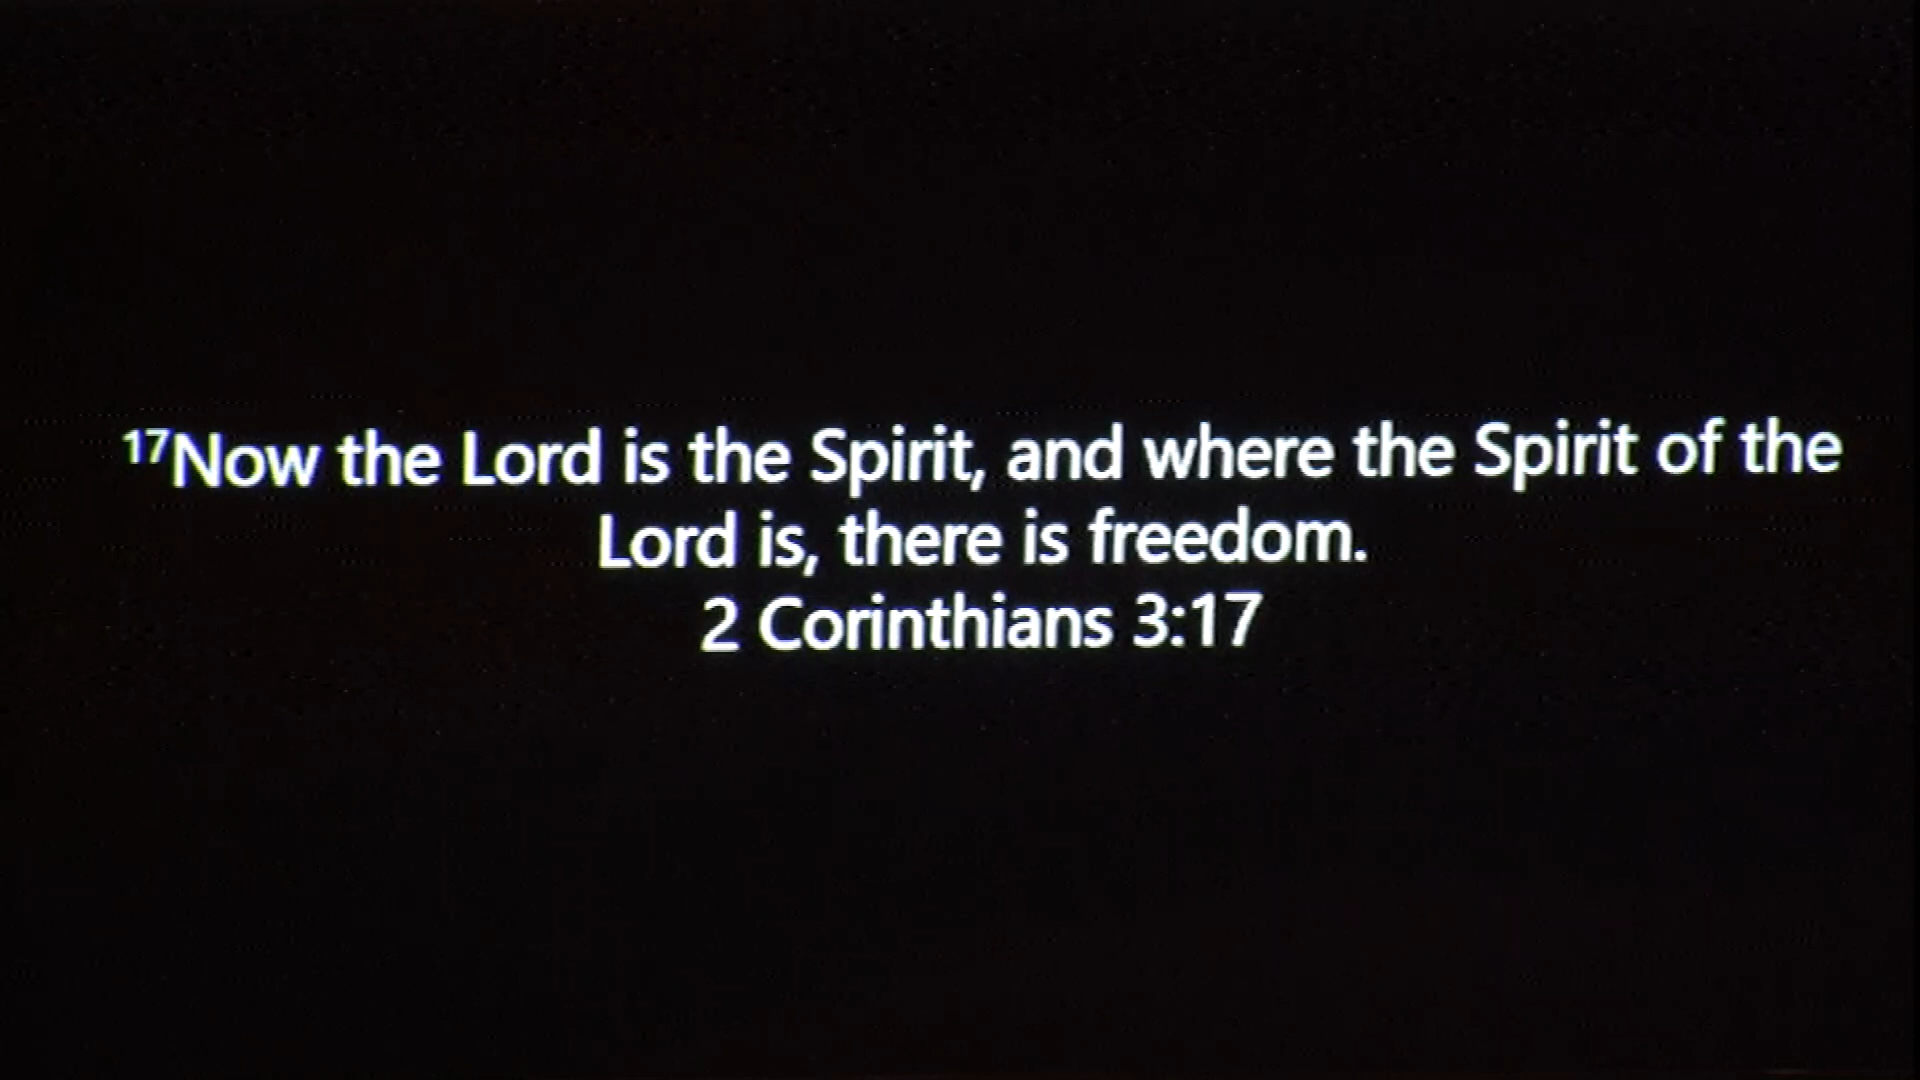 ¹⁷Now the Lord is the Spirit, and where the Spirit of the
Lord is, there is freedom.
2 Corinthians 3:17